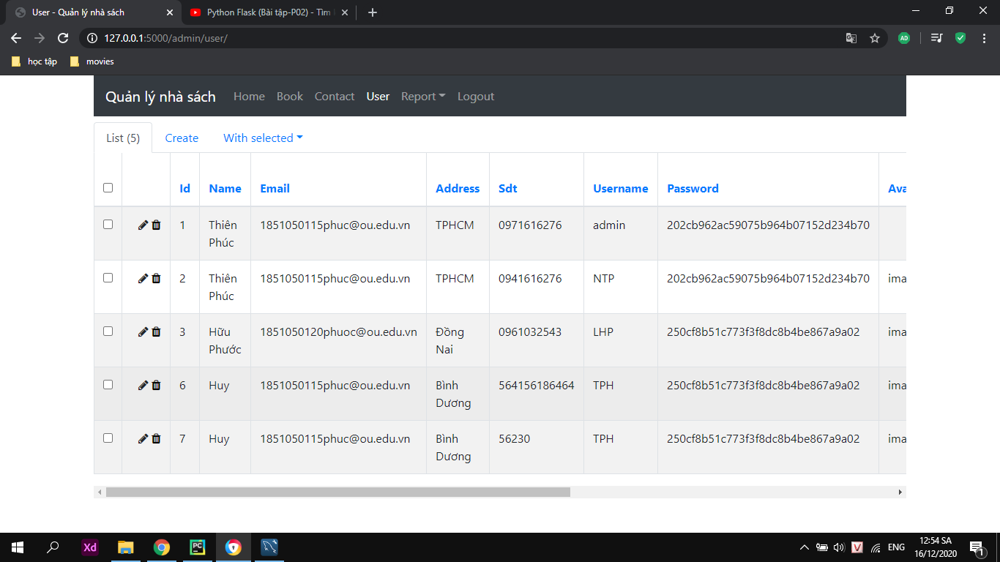 User - Quản lý nhà sách
Python Flask (Bài tập-P02) - Tìm
127.0.0.1:5000/admin/user/
AD
học tập movies
Quản lý nhà sách Home Book Contact User Report Logout
List (5) Create With selected
Id Name Email Address Sdt Username Password Ava
1 Thiên Phúc 1851050115phuc@ou.edu.vn TPHCM 0971616276 admin 202cb962ac59075b964b07152d234b70
2 Thiên Phúc 1851050115phuc@ou.edu.vn TPHCM 0941616276 NTP 202cb962ac59075b964b07152d234b70 ima
3 Hữu Phước 1851050120phuoc@ou.edu.vn Đồng Nai 0961032543 LHP 250cf8b51c773f3f8dc8b4be867a9a02 ima
6 Huy 1851050115phuc@ou.edu.vn Bình Dương 564156186464 TPH 250cf8b51c773f3f8dc8b4be867a9a02 ima
7 Huy 1851050115phuc@ou.edu.vn Bình Dương 56230 TPH 250cf8b51c773f3f8dc8b4be867a9a02 ima
Xd PC V ENG 12:54 SA
16/12/2020 1